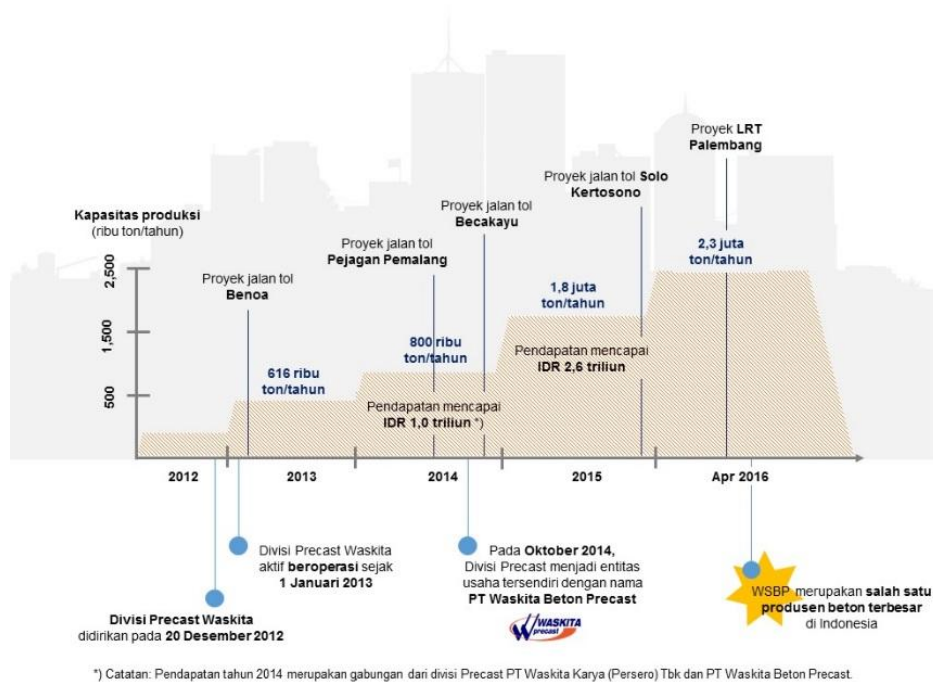 Proyek LRT
Palembang
Proyek jalan tol Solo
Kertosono
Proyek jalan tol
Becakayu
Kapasitas produksi
(ribu ton/tahun)
Proyek jalan tol
Pejagan Pemalang
2,3 juta
ton/tahun
2,500
Proyek jalan tol
Benoa
1,8 juta
ton/tahun
1,500
800 ribu
ton/tahun
Pendapatan mencapai
IDR 2,6 triliun
616 ribu
ton/tahun
500
Pendapatan mencapai
IDR 1,0 triliun *)
2012
2013
2014
2015
Apr 2016
Divisi Precast Waskita
aktif beroperasi sejak
1 Januari 2013
Pada Oktober 2014,
Divisi Precast menjadi entitas
usaha tersendiri dengan nama
PT Waskita Beton Precast
WASKITA
precast
WSBP merupakan salah satu
produsen beton terbesar
di Indonesia
Divisi Precast Waskita
didirikan pada 20 Desember 2012
*) Catatan: Pendapatan tahun 2014 merupakan gabungan dari divisi Precast PT Waskita Karya (Persero) Tbk dan PT Waskita Beton Precast.